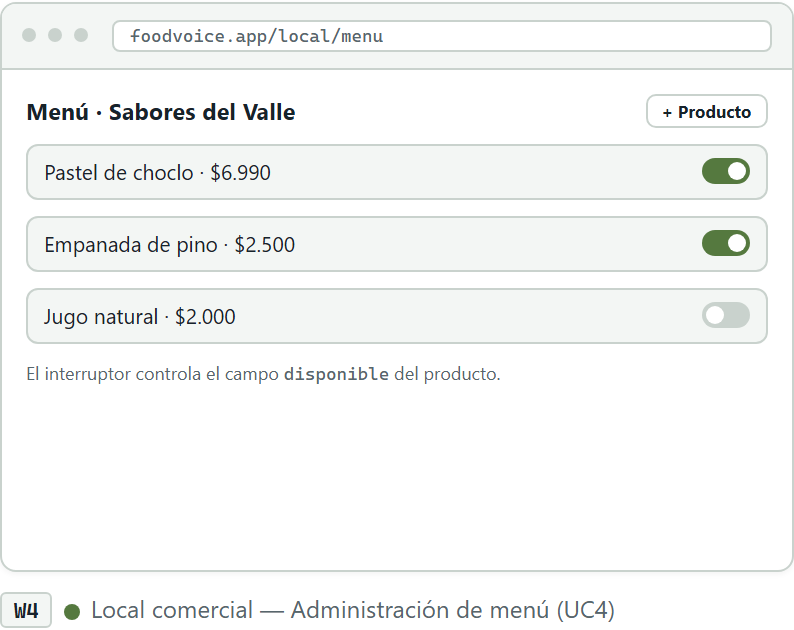 foodvoice.app/local/menu
Menú · Sabores del Valle
+ Producto
Pastel de choclo · $6.990
Empanada de pino · $2.500
Jugo natural · $2.000
El interruptor controla el campo disponible del producto.
W4 Local comercial — Administración de menú (UC4)